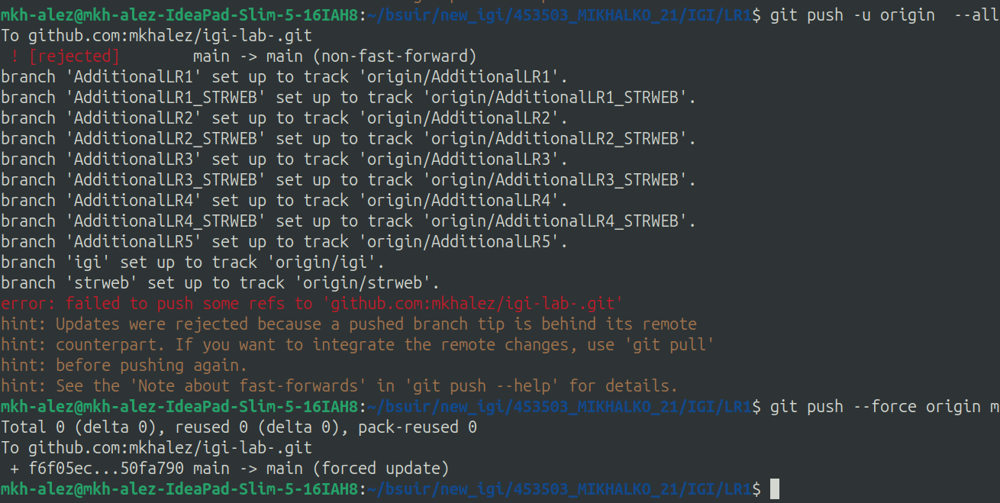 mkh-alez@mkh-alez-IdeaPad-Slim-5-16IAH8:~/bsuir/new_igi/453503_MIKHALKO_21/IGI/LR1$ git push -u origin  --all
To github.com:mkhalez/igi-lab-.git
 ! [rejected]        main -> main (non-fast-forward)
branch 'AdditionalLR1' set up to track 'origin/AdditionalLR1'.
branch 'AdditionalLR1_STRWEB' set up to track 'origin/AdditionalLR1_STRWEB'.
branch 'AdditionalLR2' set up to track 'origin/AdditionalLR2'.
branch 'AdditionalLR2_STRWEB' set up to track 'origin/AdditionalLR2_STRWEB'.
branch 'AdditionalLR3' set up to track 'origin/AdditionalLR3'.
branch 'AdditionalLR3_STRWEB' set up to track 'origin/AdditionalLR3_STRWEB'.
branch 'AdditionalLR4' set up to track 'origin/AdditionalLR4'.
branch 'AdditionalLR4_STRWEB' set up to track 'origin/AdditionalLR4_STRWEB'.
branch 'AdditionalLR5' set up to track 'origin/AdditionalLR5'.
branch 'igi' set up to track 'origin/igi'.
branch 'strweb' set up to track 'origin/strweb'.
error: failed to push some refs to 'github.com:mkhalez/igi-lab-.git'
hint: Updates were rejected because a pushed branch tip is behind its remote
hint: counterpart. If you want to integrate the remote changes, use 'git pull'
hint: before pushing again.
hint: See the 'Note about fast-forwards' in 'git push --help' for details.
mkh-alez@mkh-alez-IdeaPad-Slim-5-16IAH8:~/bsuir/new_igi/453503_MIKHALKO_21/IGI/LR1$ git push --force origin m
Total 0 (delta 0), reused 0 (delta 0), pack-reused 0
To github.com:mkhalez/igi-lab-.git
 + f6f05ec...50fa790 main -> main (forced update)
mkh-alez@mkh-alez-IdeaPad-Slim-5-16IAH8:~/bsuir/new_igi/453503_MIKHALKO_21/IGI/LR1$